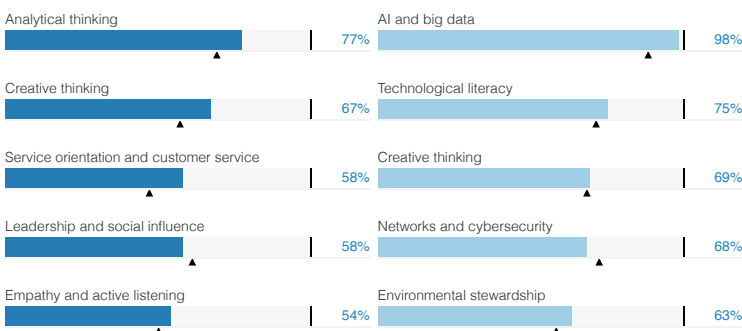 Analytical thinking
77%
Creative thinking
67%
Service orientation and customer service
58%
Leadership and social influence
58%
Empathy and active listening
54%
AI and big data
98%
Technological literacy
75%
Creative thinking
69%
Networks and cybersecurity
68%
Environmental stewardship
63%